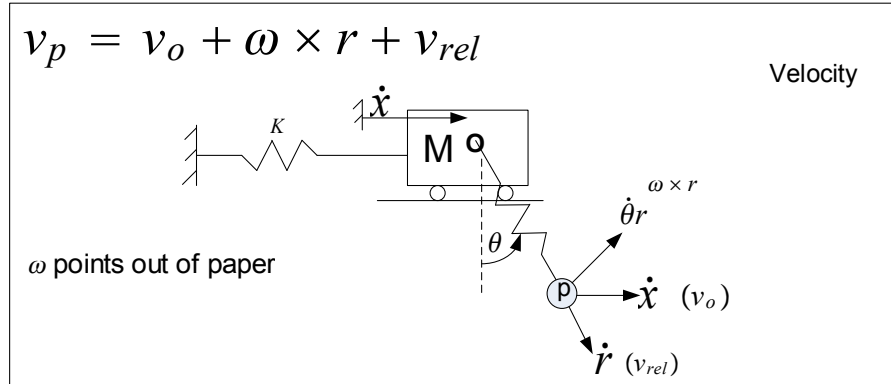 v_p = v_o + ω × r + v_rel
Velocity
ẋ
K
M o
θ̇r ω × r
θ
ω points out of paper
p
ẋ (v_o)
ṙ (v_rel)